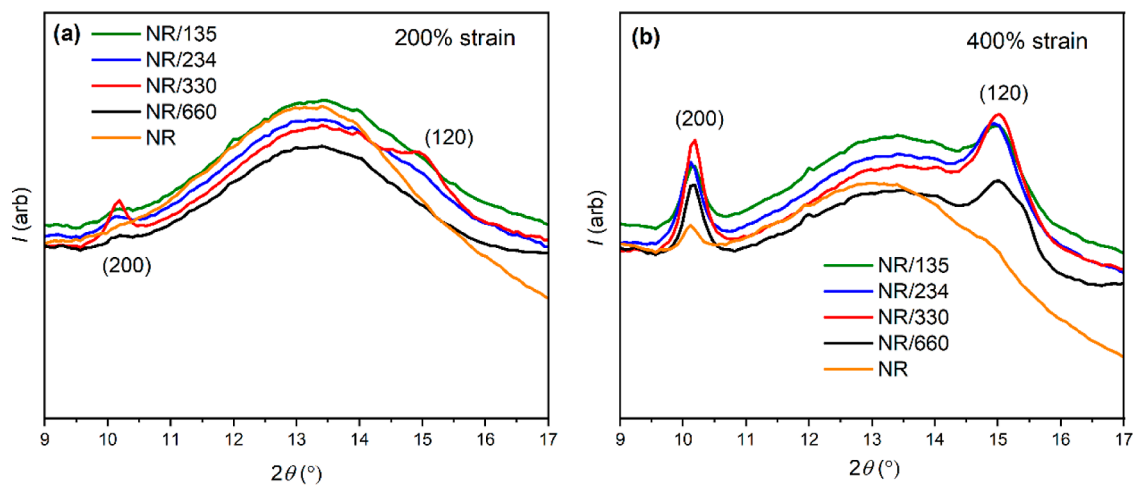 (a)
NR/135
NR/234
NR/330
NR/660
NR
200% strain
(120)
(200)
I (arb)
9 10 11 12 13 14 15 16 17
2θ (°)
(b)
400% strain
(200)
(120)
NR/135
NR/234
NR/330
NR/660
NR
I (arb)
9 10 11 12 13 14 15 16 17
2θ (°)